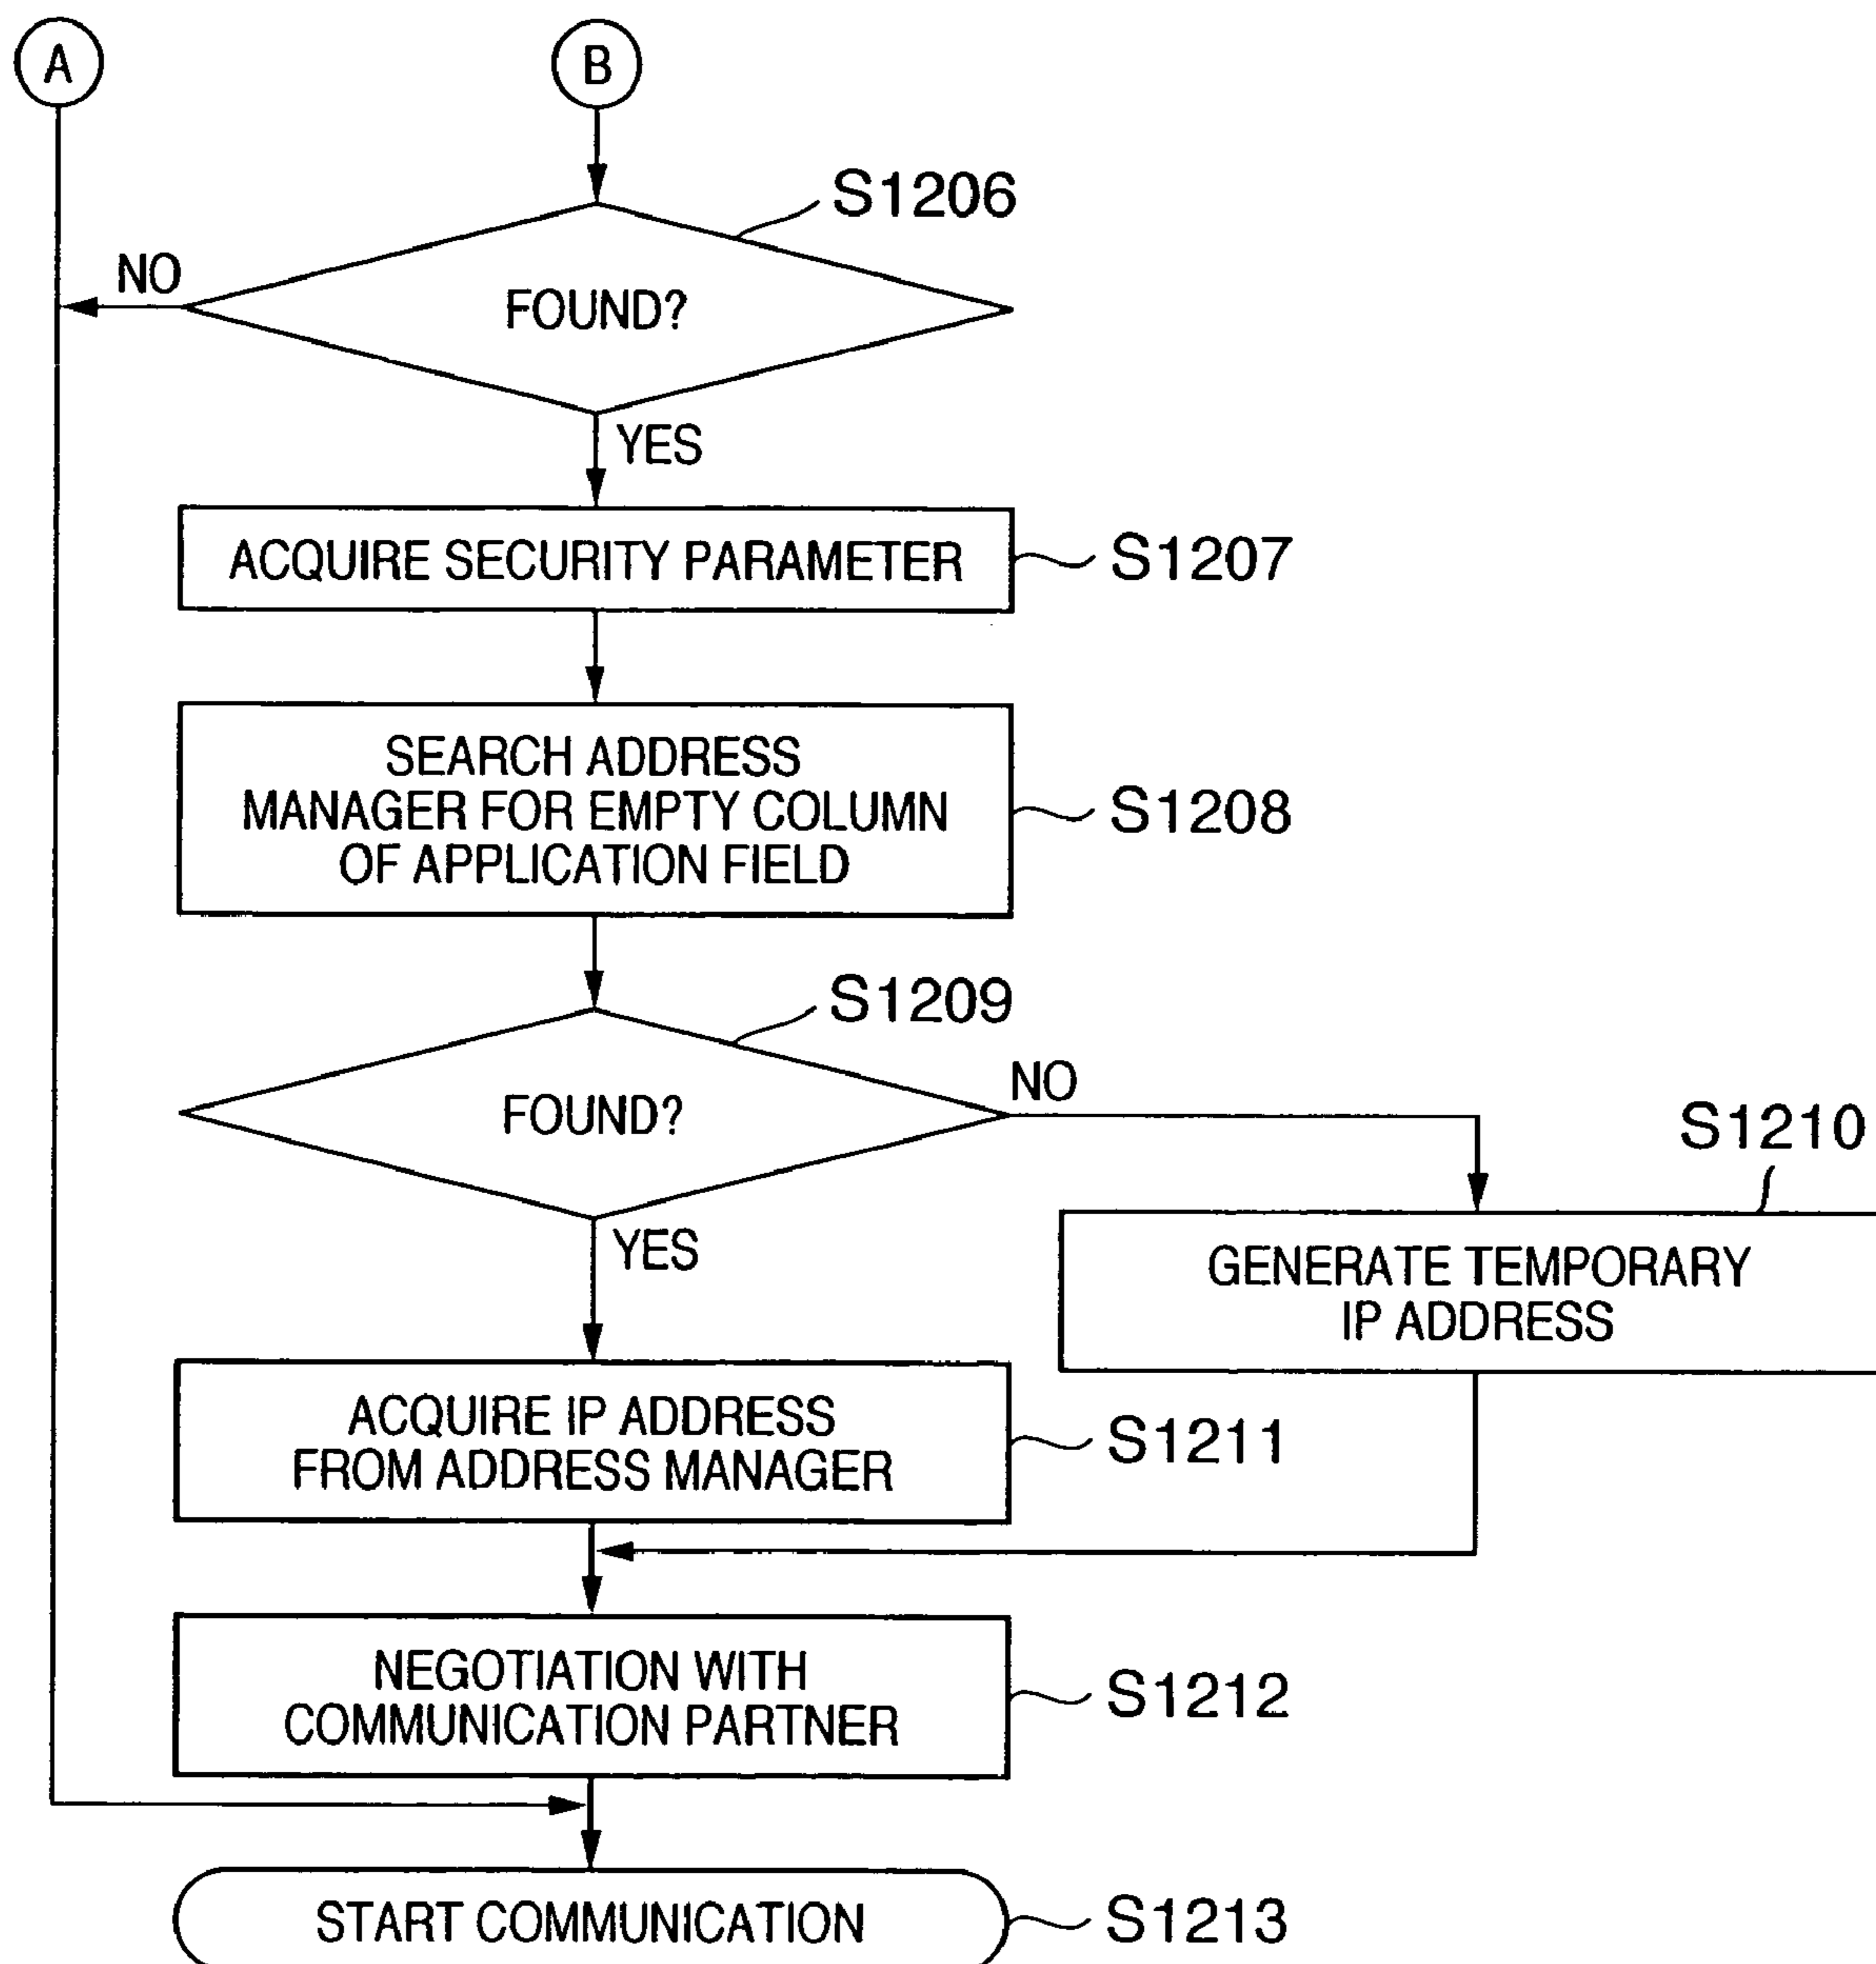 A
B
S1206
NO
FOUND?
YES
ACQUIRE SECURITY PARAMETER
S1207
SEARCH ADDRESS
MANAGER FOR EMPTY COLUMN
OF APPLICATION FIELD
S1208
S1209
NO
FOUND?
S1210
YES
GENERATE TEMPORARY
IP ADDRESS
ACQUIRE IP ADDRESS
FROM ADDRESS MANAGER
S1211
NEGOTIATION WITH
COMMUNICATION PARTNER
S1212
START COMMUNICATION
S1213